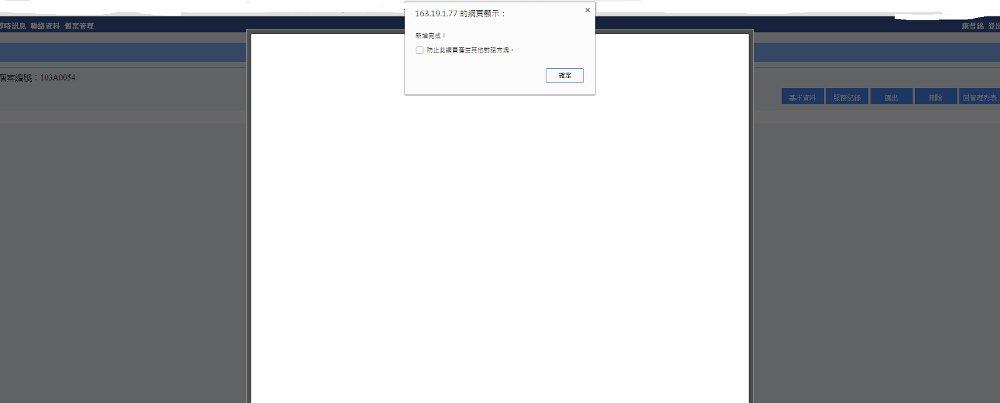 163.19.1.77 的網頁顯示：
新增完成！
防止此網頁產生其他對話方塊。
確定
即時訊息 聯絡資料 個案管理
康哲銘 登出
個案編號：103A0054
基本資料 服務紀錄 匯出 刪除 回管理列表